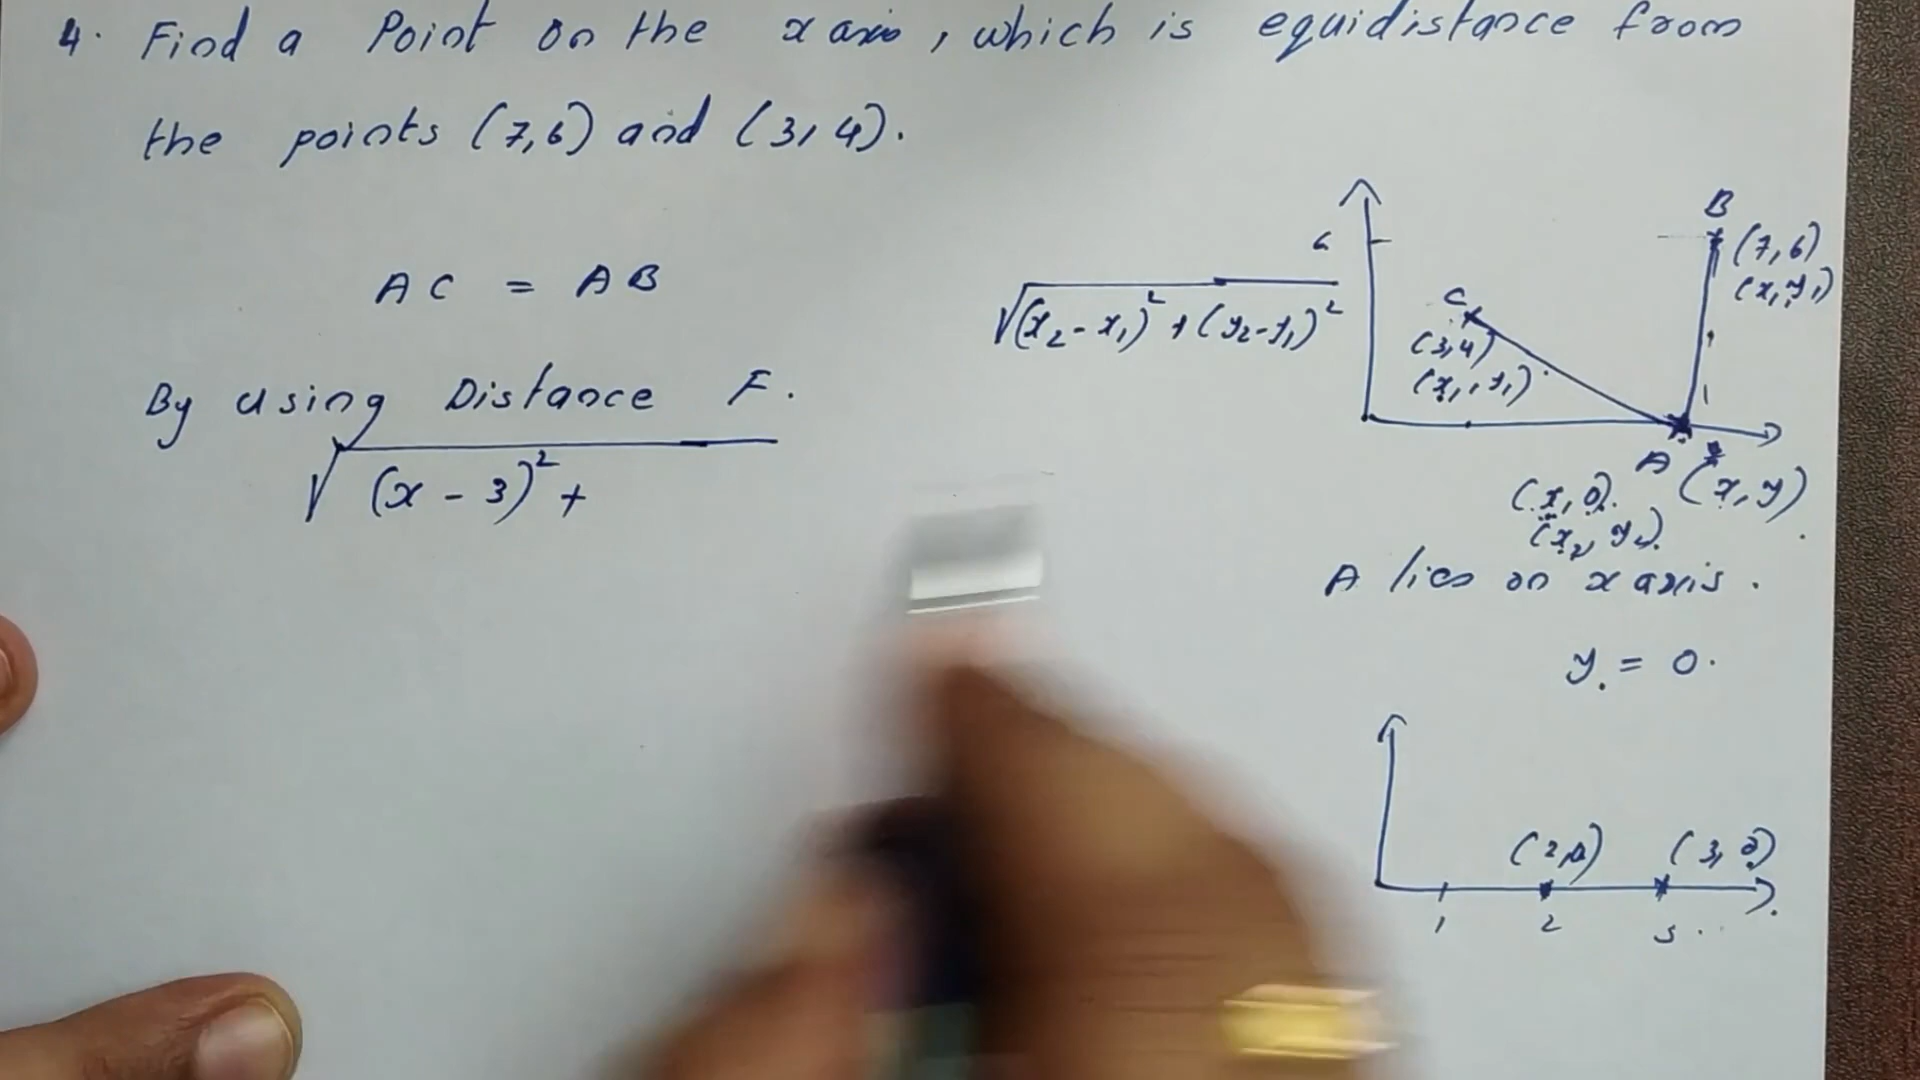 4. Find a Point on the x axis, which is equidistance from
the points (7,6) and (3,4).
AC = AB
By using Distance F.
√(x - 3)² +
√(x₂ - x₁)² + (y₂ - y₁)²
6
B
(7,6)
(x₁ y₁)
C
(3,4)
(x₁, y₁)
A (x, y)
(x, 0).
(x₂, y₂).
A lies on x axis.
y = 0.
(2,0) (3,0)
1 2 3